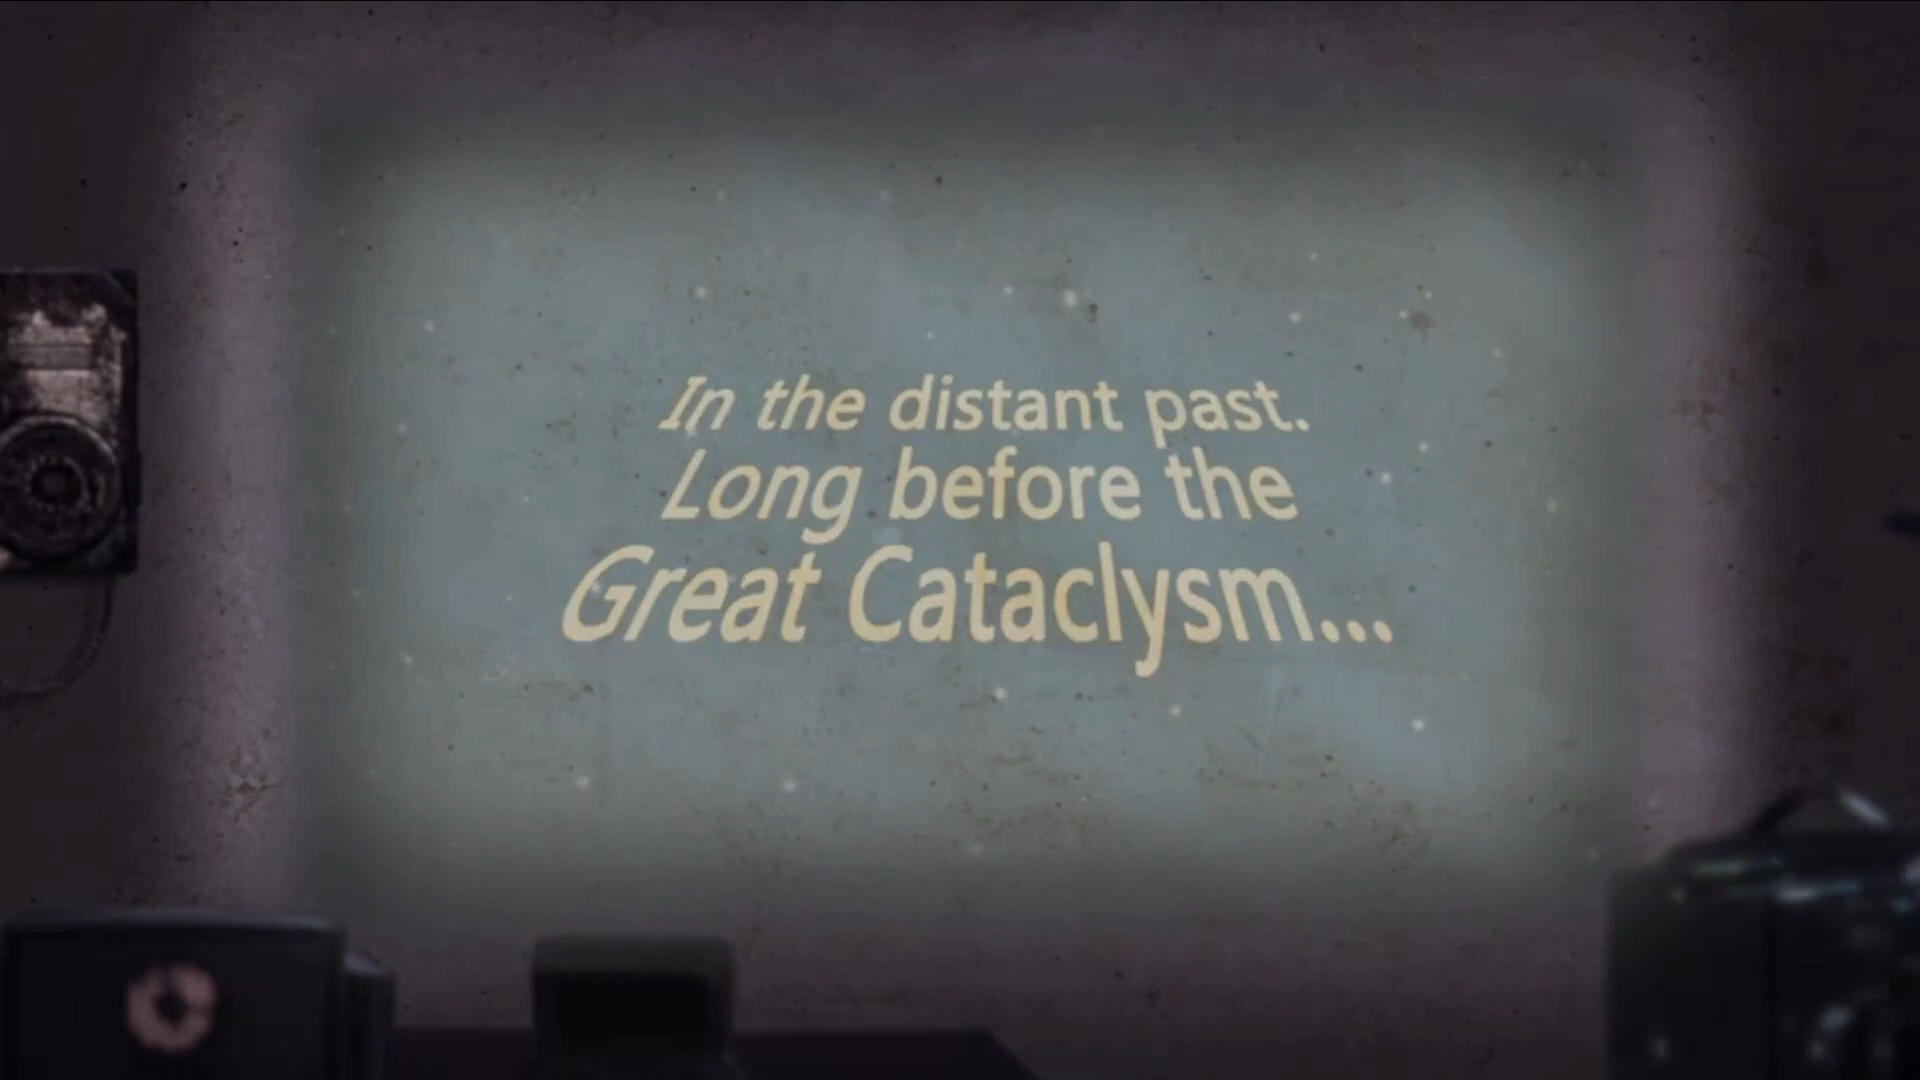 In the distant past.
Long before the
Great Cataclysm...